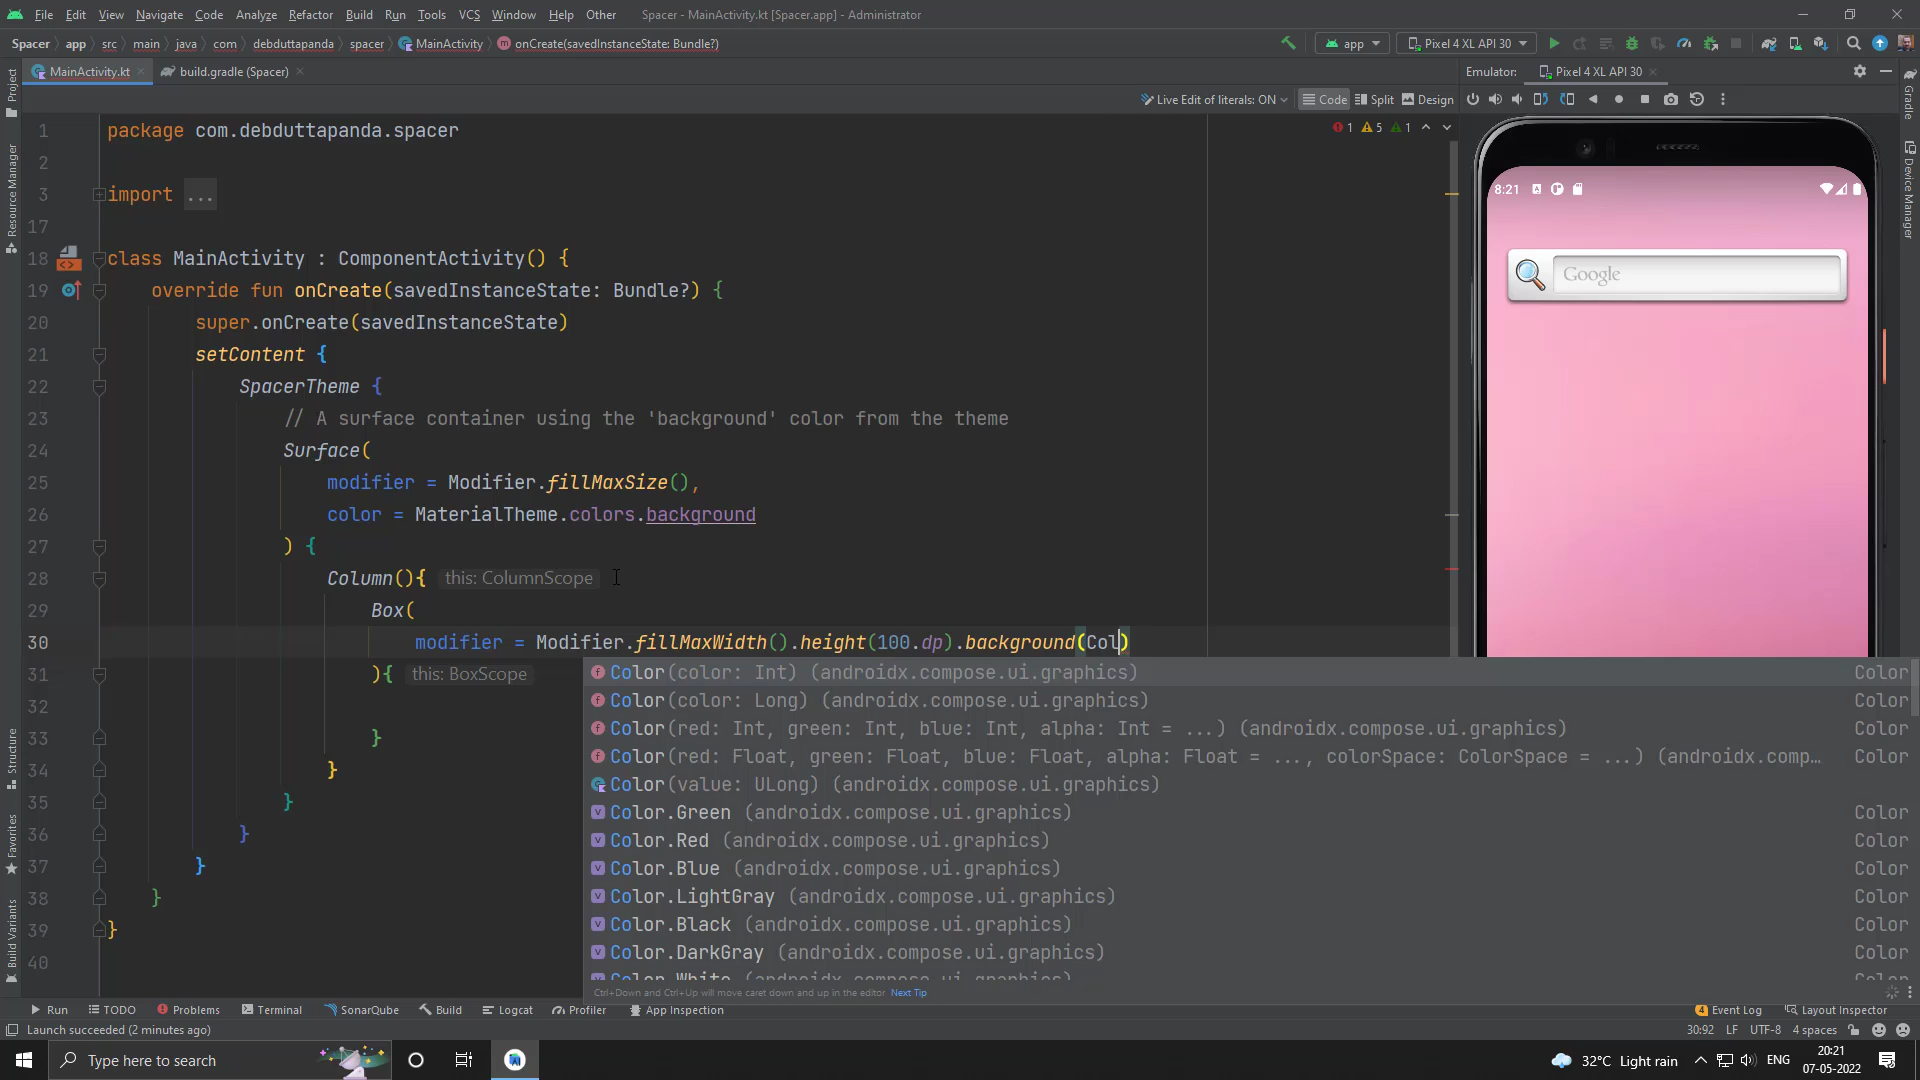 File Edit View Navigate Code Analyze Refactor Build Run Tools VCS Window Help Other Spacer - MainActivity.kt [Spacer.app] - Administrator
Spacer app src main java com debduttapanda spacer MainActivity onCreate(savedInstanceState: Bundle?) app Pixel 4 XL API 30
MainActivity.kt build.gradle (Spacer) Emulator: Pixel 4 XL API 30
Live Edit of literals: ON Code Split Design
Project
Resource Manager
Structure
Favorites
Build Variants
Gradle
Device Manager
1 5 1
1 package com.debduttapanda.spacer
2
3 import ...
17
18 class MainActivity : ComponentActivity() {
19 override fun onCreate(savedInstanceState: Bundle?) {
20 super.onCreate(savedInstanceState)
21 setContent {
22 SpacerTheme {
23 // A surface container using the 'background' color from the theme
24 Surface(
25 modifier = Modifier.fillMaxSize(),
26 color = MaterialTheme.colors.background
27 ) {
28 Column(){ this: ColumnScope
29 Box(
30 modifier = Modifier.fillMaxWidth().height(100.dp).background(Col)
31 ){ this: BoxScope
32
33 }
34 }
35 }
36 }
37 }
38 }
39 }
40
8:21
Google
Color(color: Int) (androidx.compose.ui.graphics) Color
Color(color: Long) (androidx.compose.ui.graphics) Color
Color(red: Int, green: Int, blue: Int, alpha: Int = ...) (androidx.compose.ui.graphics) Color
Color(red: Float, green: Float, blue: Float, alpha: Float = ..., colorSpace: ColorSpace = ...) (androidx.comp... Color
Color(value: ULong) (androidx.compose.ui.graphics)
Color.Green (androidx.compose.ui.graphics) Color
Color.Red (androidx.compose.ui.graphics) Color
Color.Blue (androidx.compose.ui.graphics) Color
Color.LightGray (androidx.compose.ui.graphics) Color
Color.Black (androidx.compose.ui.graphics) Color
Color.DarkGray (androidx.compose.ui.graphics) Color
Color.White (androidx.compose.ui.graphics) Color
Ctrl+Down and Ctrl+Up will move caret down and up in the editor Next Tip
Run TODO Problems Terminal SonarQube Build Logcat Profiler App Inspection 4 Event Log Layout Inspector
Launch succeeded (2 minutes ago) 30:92 LF UTF-8 4 spaces
Type here to search 32°C Light rain ENG 20:21
07-05-2022